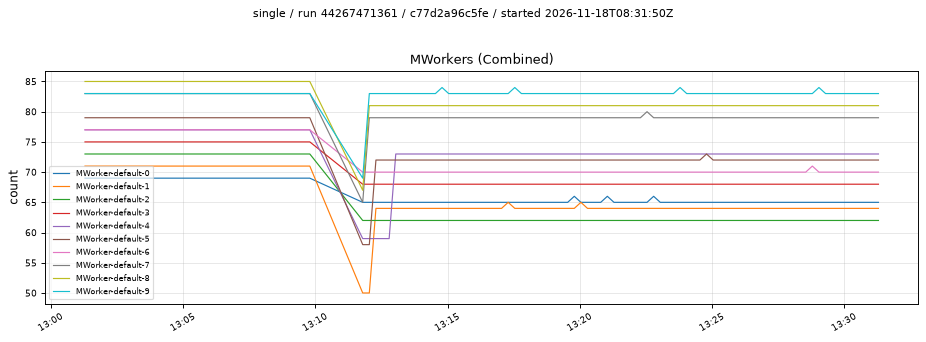 single / run 44267471361 / c77d2a96c5fe / started 2026-11-18T08:31:50Z
MWorkers (Combined)
count
85
80
75
70
65
60
55
50
MWorker-default-0
MWorker-default-1
MWorker-default-2
MWorker-default-3
MWorker-default-4
MWorker-default-5
MWorker-default-6
MWorker-default-7
MWorker-default-8
MWorker-default-9
13:00
13:05
13:10
13:15
13:20
13:25
13:30